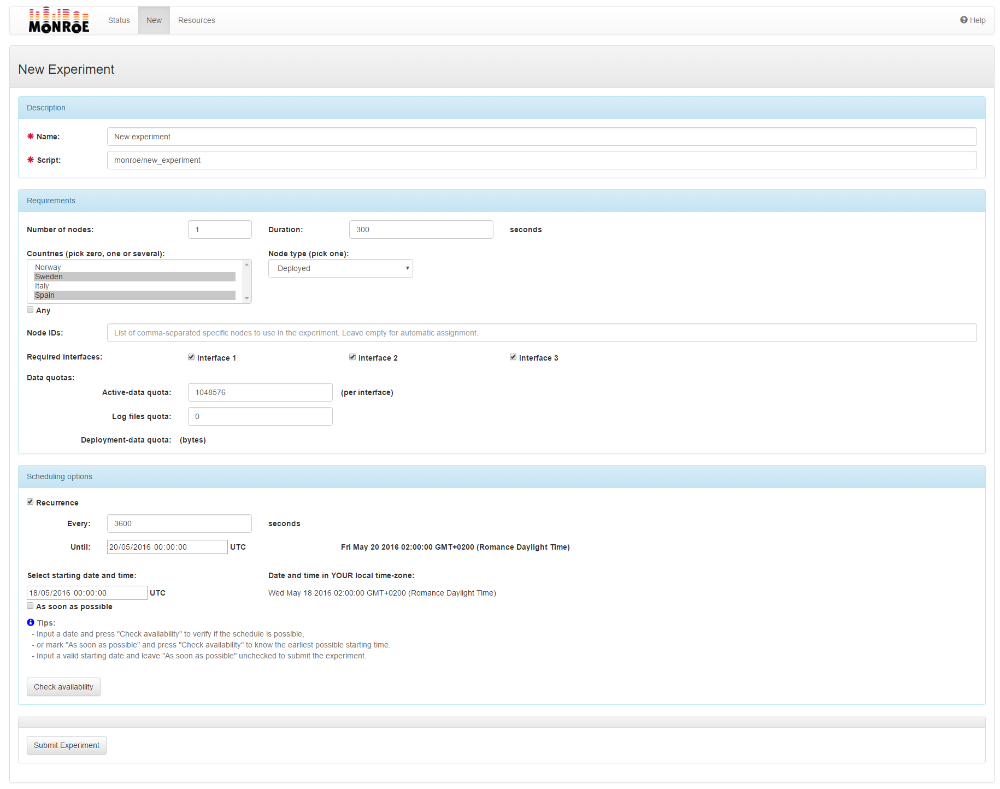 MONROE Status New Resources Help
New Experiment
Description
Name: New experiment
Script: monroe/new_experiment
Requirements
Number of nodes: 1 Duration: 300 seconds
Countries (pick zero, one or several): Node type (pick one):
Norway
Deployed
Sweden
Italy
Spain
Any
Node IDs: List of comma-separated specific nodes to use in the experiment. Leave empty for automatic assignment.
Required interfaces: Interface 1 Interface 2 Interface 3
Data quotas:
Active-data quota: 1048576 (per interface)
Log files quota: 0
Deployment-data quota: (bytes)
Scheduling options
Recurrence
Every: 3600 seconds
Until: 20/05/2016 00:00:00 UTC Fri May 20 2016 02:00:00 GMT+0200 (Romance Daylight Time)
Select starting date and time: Date and time in YOUR local time-zone:
18/05/2016 00:00:00 UTC Wed May 18 2016 02:00:00 GMT+0200 (Romance Daylight Time)
As soon as possible
Tips:
- Input a date and press "Check availability" to verify if the schedule is possible,
- or mark "As soon as possible" and press "Check availability" to know the earliest possible starting time.
- Input a valid starting date and leave "As soon as possible" unchecked to submit the experiment.
Check availability
Submit Experiment